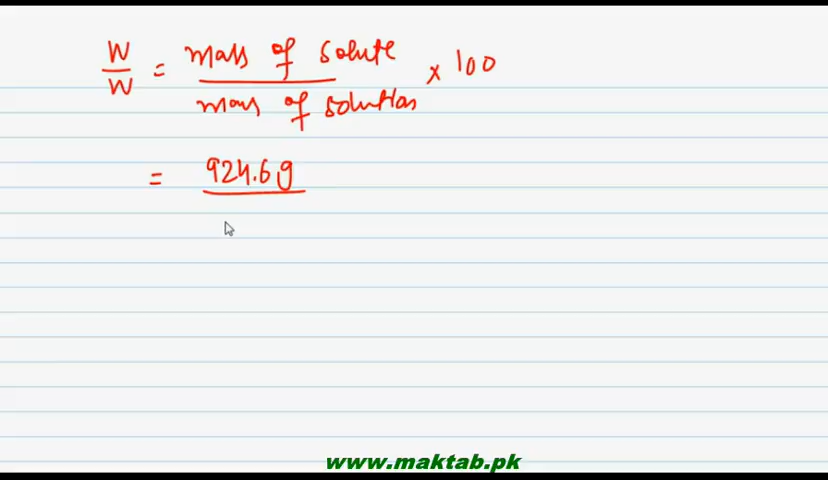 W/W = mass of solute / mass of solution × 100
= 924.6g
www.maktab.pk